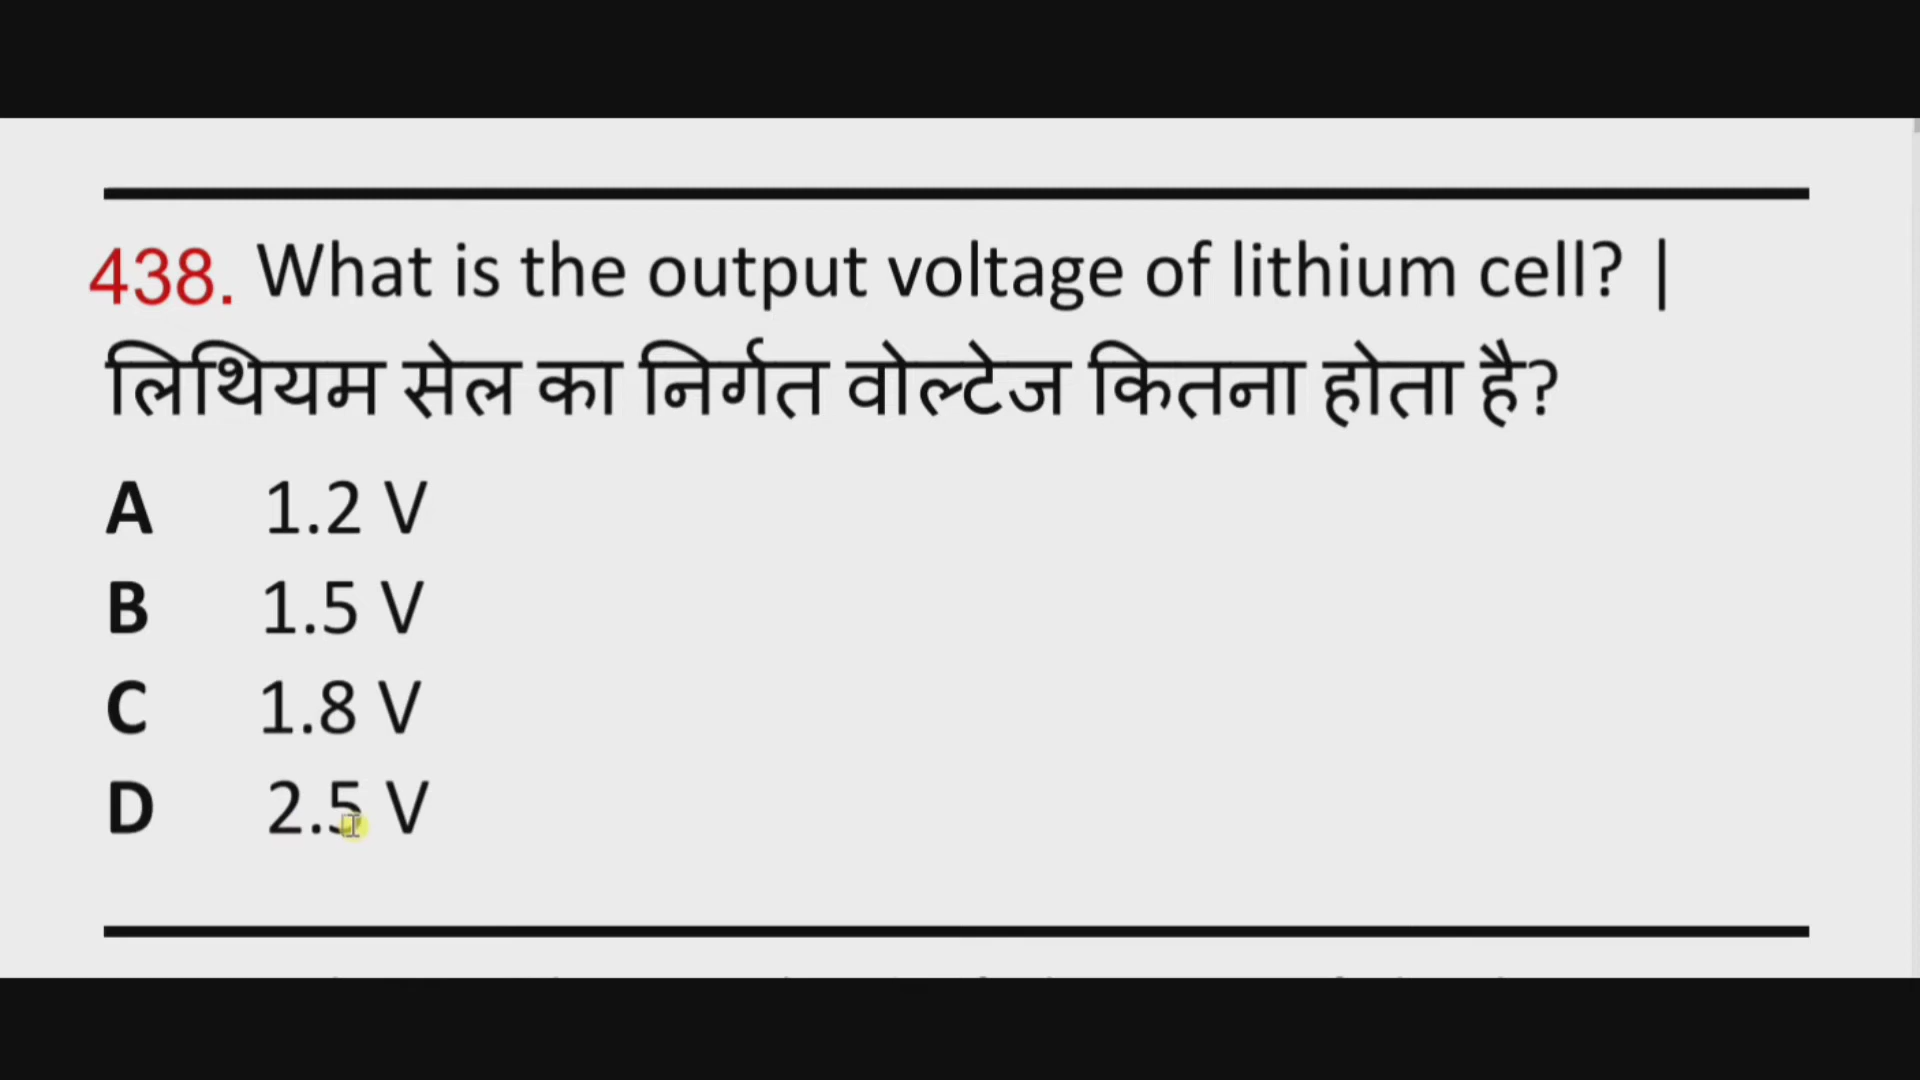 438. What is the output voltage of lithium cell? |
लिथियम सेल का निर्गत वोल्टेज कितना होता है?
A 1.2 V
B 1.5 V
C 1.8 V
D 2.5 V